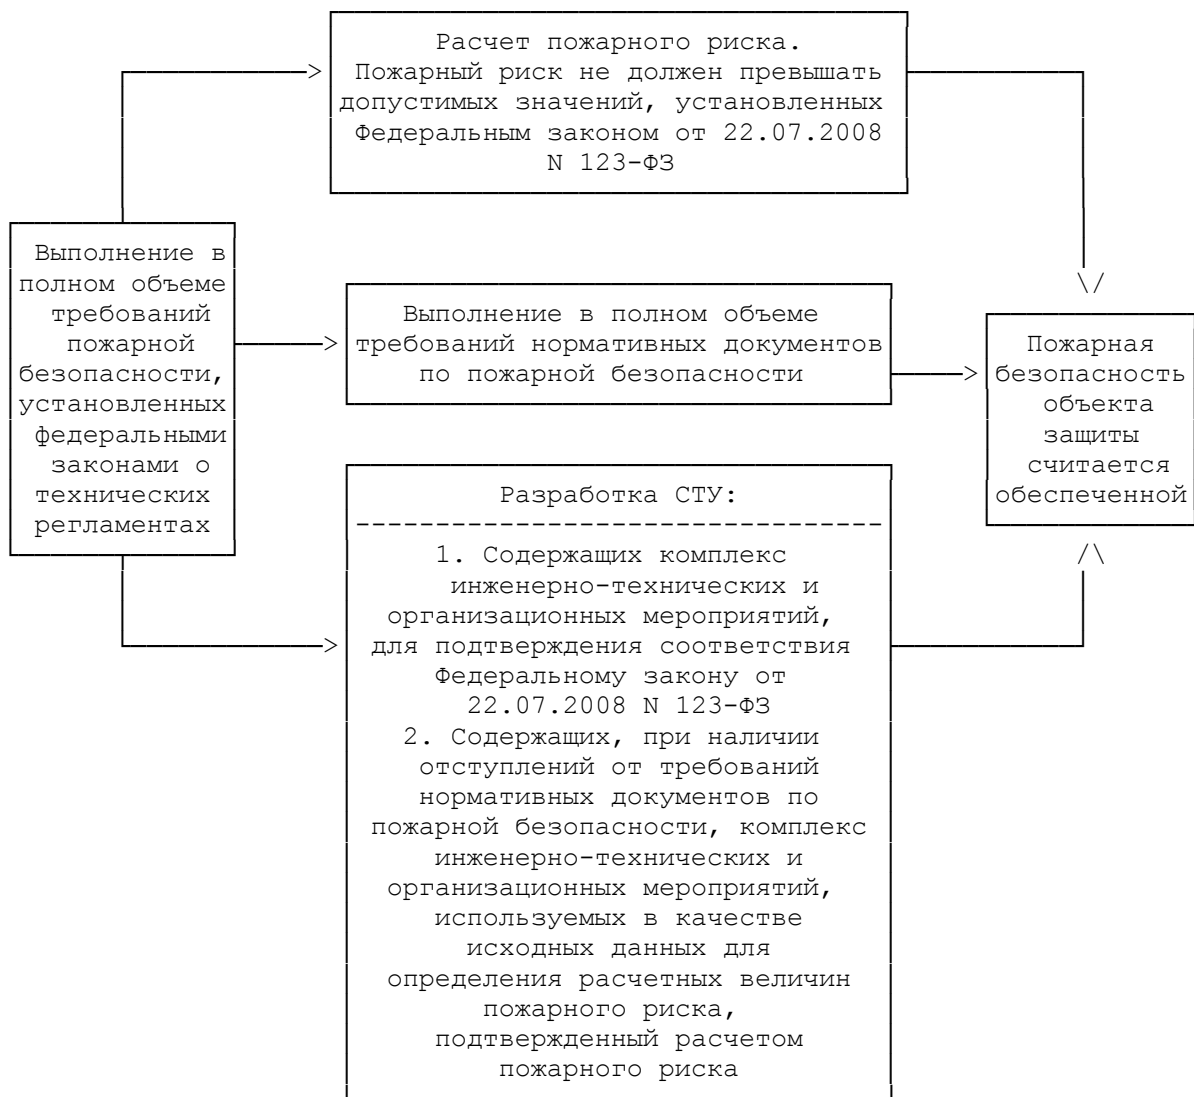 Расчет пожарного риска.
Пожарный риск не должен превышать
допустимых значений, установленных
Федеральным законом от 22.07.2008
N 123-ФЗ
Выполнение в
полном объеме
требований
пожарной
безопасности,
установленных
федеральными
законами о
технических
регламентах
Выполнение в полном объеме
требований нормативных документов
по пожарной безопасности
Пожарная
безопасность
объекта
защиты
считается
обеспеченной
Разработка СТУ:
1. Содержащих комплекс
инженерно-технических и
организационных мероприятий,
для подтверждения соответствия
Федеральному закону от
22.07.2008 N 123-ФЗ
2. Содержащих, при наличии
отступлений от требований
нормативных документов по
пожарной безопасности, комплекс
инженерно-технических и
организационных мероприятий,
используемых в качестве
исходных данных для
определения расчетных величин
пожарного риска,
подтвержденный расчетом
пожарного риска